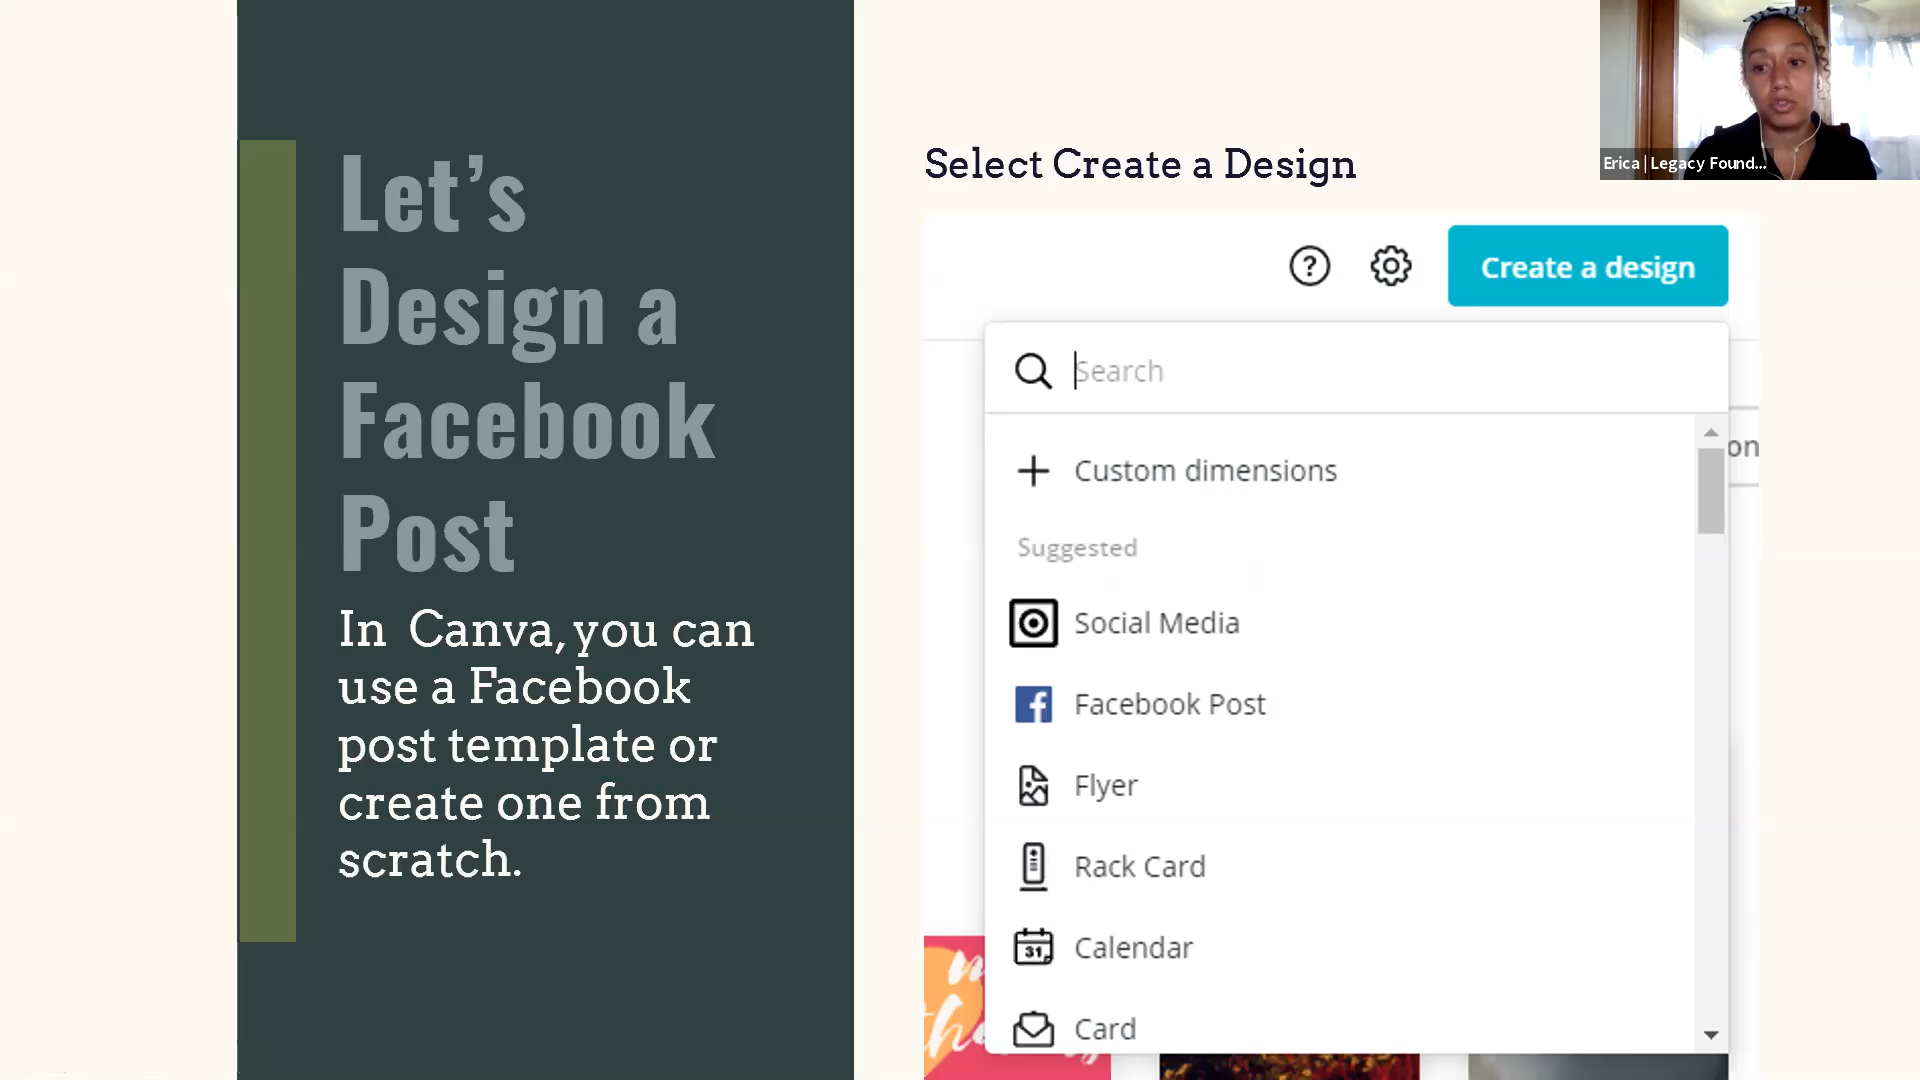 Let's
Design a
Facebook
Post
In Canva, you can
use a Facebook
post template or
create one from
scratch.
Select Create a Design
Erica | Legacy Found...
?
Create a design
Search
Custom dimensions
on
Suggested
Social Media
Facebook Post
Flyer
Rack Card
31
Calendar
Card